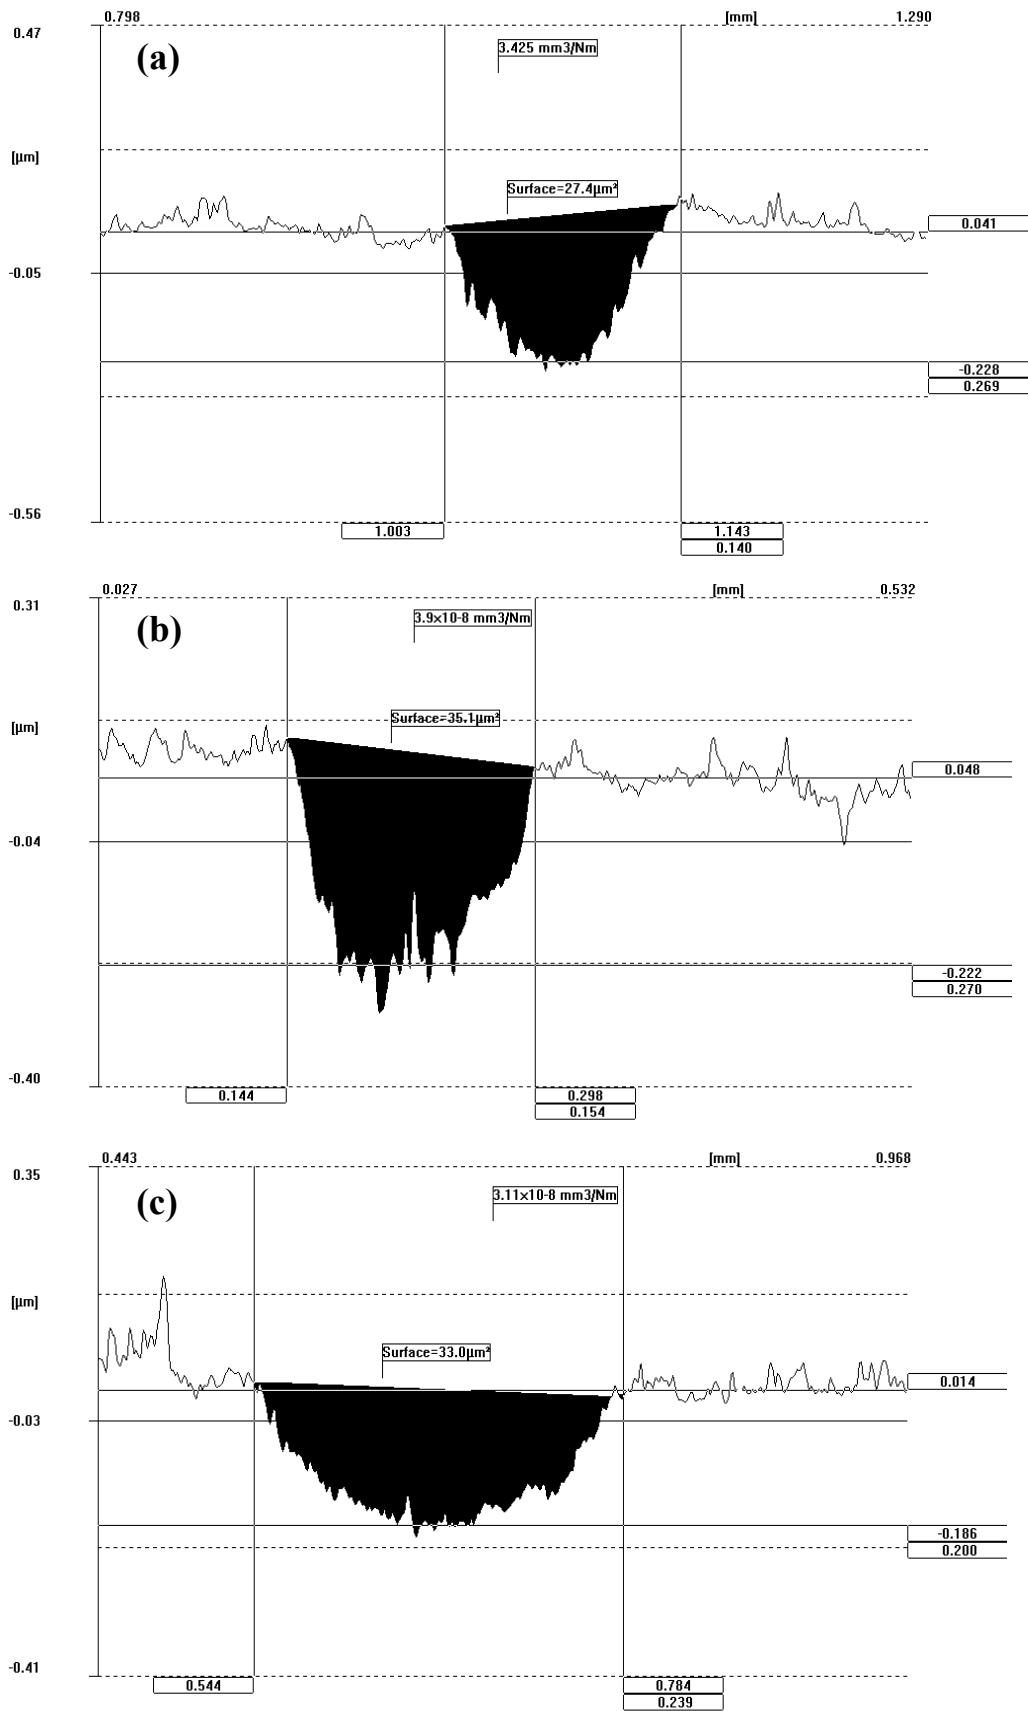 0.798 [mm] 1.290
0.47
(a)
3.425 mm3/Nm
[µm]
Surface=27.4µm²
0.041
-0.05
-0.228
0.269
-0.56
1.003 1.143
0.140
0.027 [mm] 0.532
0.31
(b)
3.9×10-8 mm3/Nm
[µm]
Surface=35.1µm²
0.048
-0.04
-0.222
0.270
-0.40
0.144 0.298
0.154
0.443 [mm] 0.968
0.35
(c)
3.11×10-8 mm3/Nm
[µm]
Surface=33.0µm²
0.014
-0.03
-0.186
0.200
-0.41
0.544 0.784
0.239